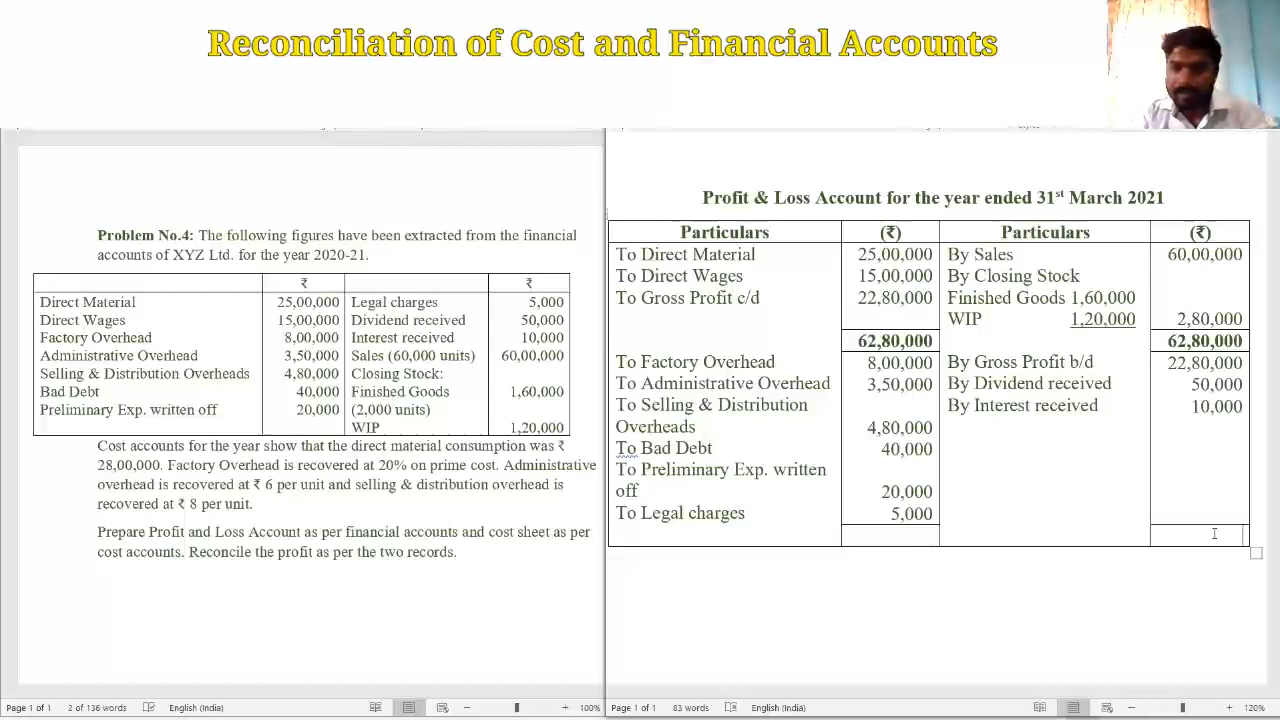 Reconciliation of Cost and Financial Accounts
Problem No.4: The following figures have been extracted from the financial
accounts of XYZ Ltd. for the year 2020-21.
₹ ₹
Direct Material 25,00,000 Legal charges 5,000
Direct Wages 15,00,000 Dividend received 50,000
Factory Overhead 8,00,000 Interest received 10,000
Administrative Overhead 3,50,000 Sales (60,000 units) 60,00,000
Selling & Distribution Overheads 4,80,000 Closing Stock:
Bad Debt 40,000 Finished Goods 1,60,000
Preliminary Exp. written off 20,000 (2,000 units)
WIP 1,20,000
Cost accounts for the year show that the direct material consumption was ₹
28,00,000. Factory Overhead is recovered at 20% on prime cost. Administrative
overhead is recovered at ₹ 6 per unit and selling & distribution overhead is
recovered at ₹ 8 per unit.
Prepare Profit and Loss Account as per financial accounts and cost sheet as per
cost accounts. Reconcile the profit as per the two records.
Page 1 of 1 2 of 136 words English (India) 100%
Profit & Loss Account for the year ended 31st March 2021
Particulars (₹) Particulars (₹)
To Direct Material 25,00,000 By Sales 60,00,000
To Direct Wages 15,00,000 By Closing Stock
To Gross Profit c/d 22,80,000 Finished Goods 1,60,000
WIP 1,20,000 2,80,000
62,80,000 62,80,000
To Factory Overhead 8,00,000 By Gross Profit b/d 22,80,000
To Administrative Overhead 3,50,000 By Dividend received 50,000
To Selling & Distribution By Interest received 10,000
Overheads 4,80,000
To Bad Debt 40,000
To Preliminary Exp. written
off 20,000
To Legal charges 5,000
Page 1 of 1 83 words English (India) 120%